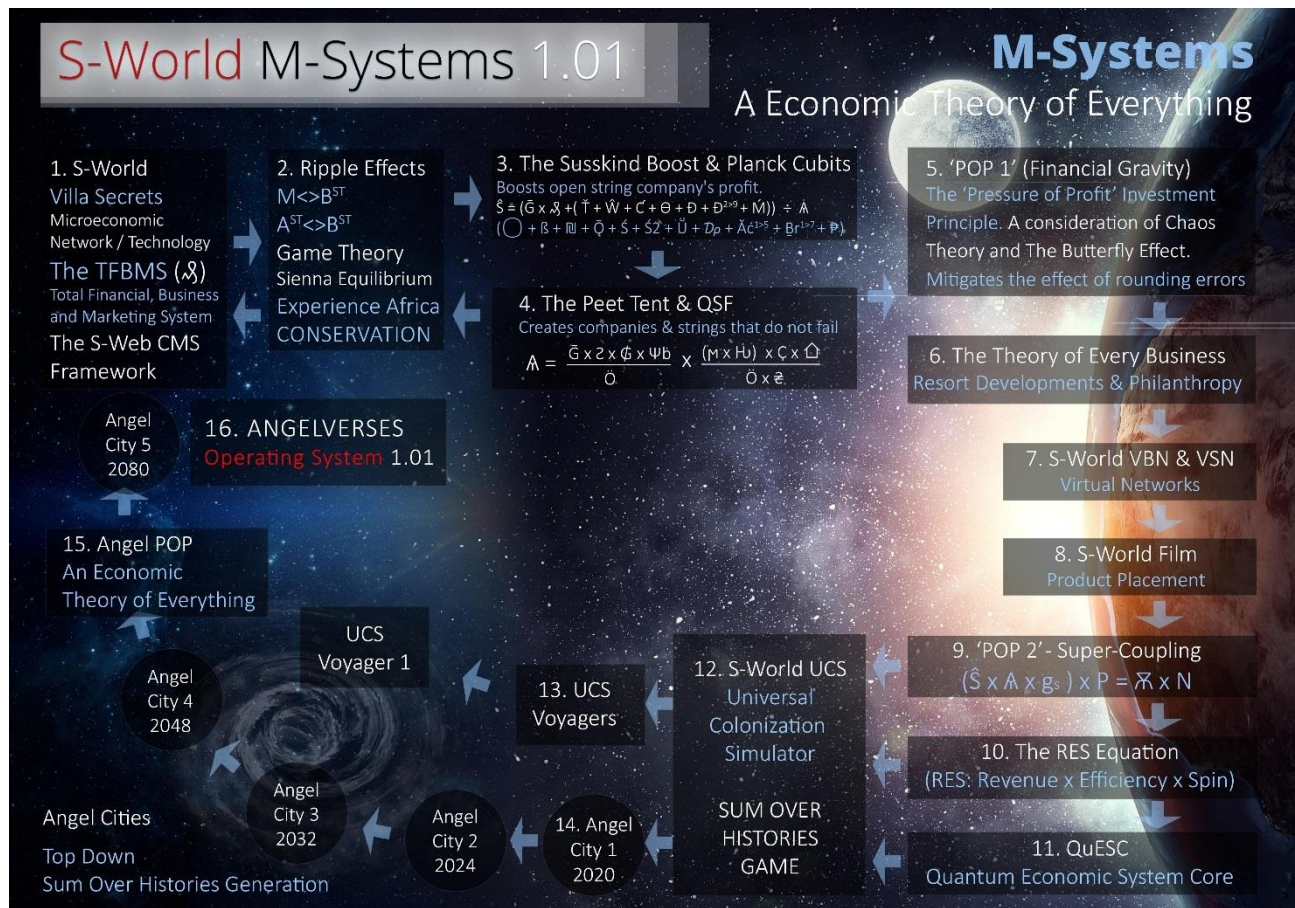 S-World M-Systems 1.01
M-Systems
A Economic Theory of Everything
1. S-World
Villa Secrets
Microeconomic
Network / Technology
The TFBMS
Total Financial, Business
and Marketing System
The S-Web CMS
Framework
2. Ripple Effects
M<>Bˢᵀ
Aˢᵀ<>Bˢᵀ
Game Theory
Sienna Equilibrium
Experience Africa
CONSERVATION
3. The Susskind Boost & Planck Cubits
Boosts open string company's profit.
4. The Peet Tent & QSF
Creates companies & strings that do not fail
5. ‘POP 1’ (Financial Gravity)
The ‘Pressure of Profit’ Investment
Principle. A consideration of Chaos
Theory and The Butterfly Effect.
Mitigates the effect of rounding errors
6. The Theory of Every Business
Resort Developments & Philanthropy
7. S-World VBN & VSN
Virtual Networks
8. S-World Film
Product Placement
9. ‘POP 2’- Super-Coupling
10. The RES Equation
(RES: Revenue x Efficiency x Spin)
11. QuESC
Quantum Economic System Core
12. S-World UCS
Universal
Colonization
Simulator
SUM OVER
HISTORIES
GAME
13. UCS
Voyagers
UCS
Voyager 1
14. Angel
City 1
2020
Angel
City 2
2024
Angel
City 3
2032
Angel
City 4
2048
15. Angel POP
An Economic
Theory of Everything
Angel
City 5
2080
16. ANGELVERSES
Operating System 1.01
Angel Cities
Top Down
Sum Over Histories Generation